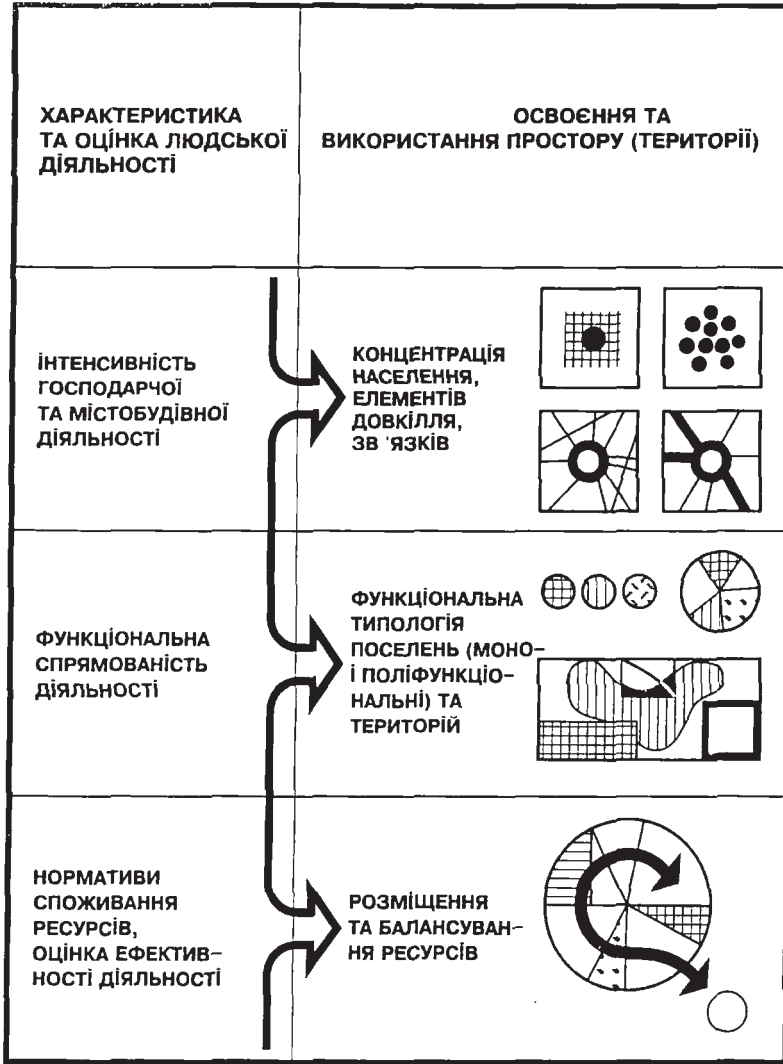 ХАРАКТЕРИСТИКА
ТА ОЦІНКА ЛЮДСЬКОЇ
ДІЯЛЬНОСТІ
ОСВОЄННЯ ТА
ВИКОРИСТАННЯ ПРОСТОРУ (ТЕРИТОРІЇ)
ІНТЕНСИВНІСТЬ
ГОСПОДАРЧОЇ
ТА МІСТОБУДІВНОЇ
ДІЯЛЬНОСТІ
КОНЦЕНТРАЦІЯ
НАСЕЛЕННЯ,
ЕЛЕМЕНТІВ
ДОВКІЛЛЯ,
ЗВ'ЯЗКІВ
ФУНКЦІОНАЛЬНА
СПРЯМОВАНІСТЬ
ДІЯЛЬНОСТІ
ФУНКЦІОНАЛЬНА
ТИПОЛОГІЯ
ПОСЕЛЕНЬ (МОНО-
І ПОЛІФУНКЦІО-
НАЛЬНІ) ТА
ТЕРИТОРІЙ
НОРМАТИВИ
СПОЖИВАННЯ
РЕСУРСІВ,
ОЦІНКА ЕФЕКТИВ-
НОСТІ ДІЯЛЬНОСТІ
РОЗМІЩЕННЯ
ТА БАЛАНСУВАН-
НЯ РЕСУРСІВ